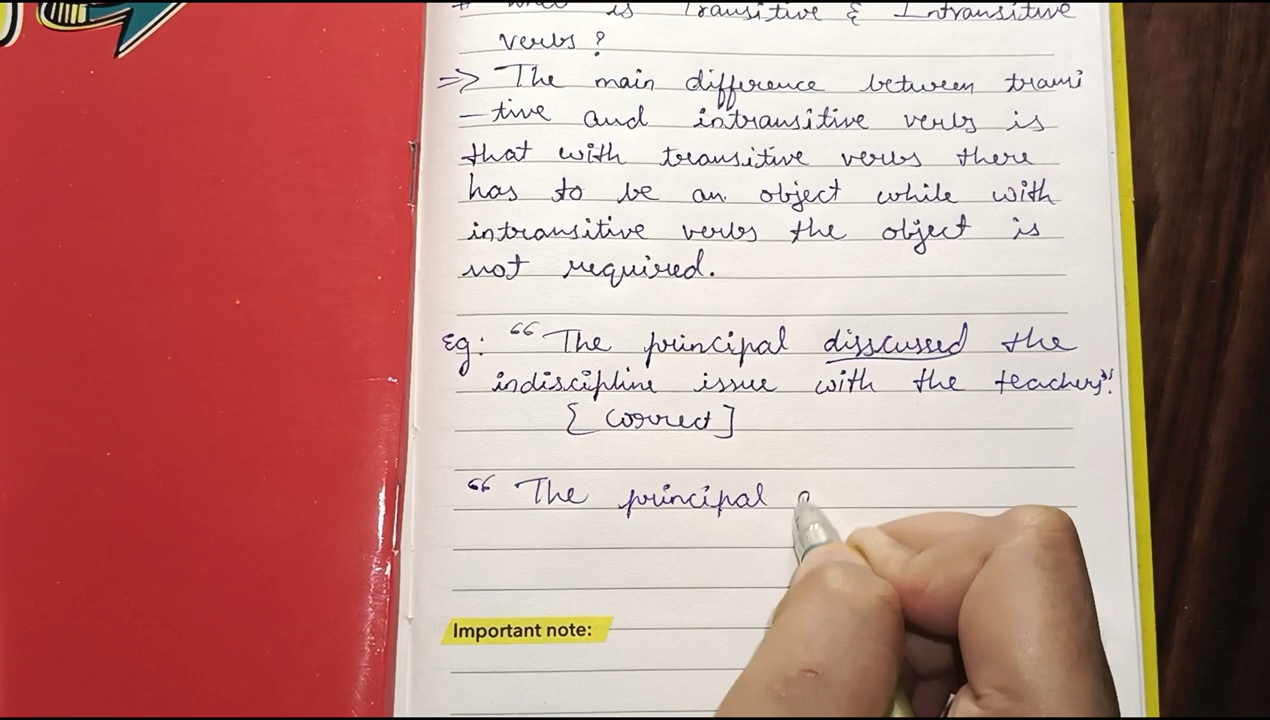 is Transitive & Intransitive
verbs ?
=> The main difference between transi
- tive and intransitive verbs is
that with transitive verbs there
has to be an object while with
intransitive verbs the object is
not required.
Eg: “ The principal disscussed the
indiscipline issue with the teachers”.
[ Correct ]
“ The principal
Important note: